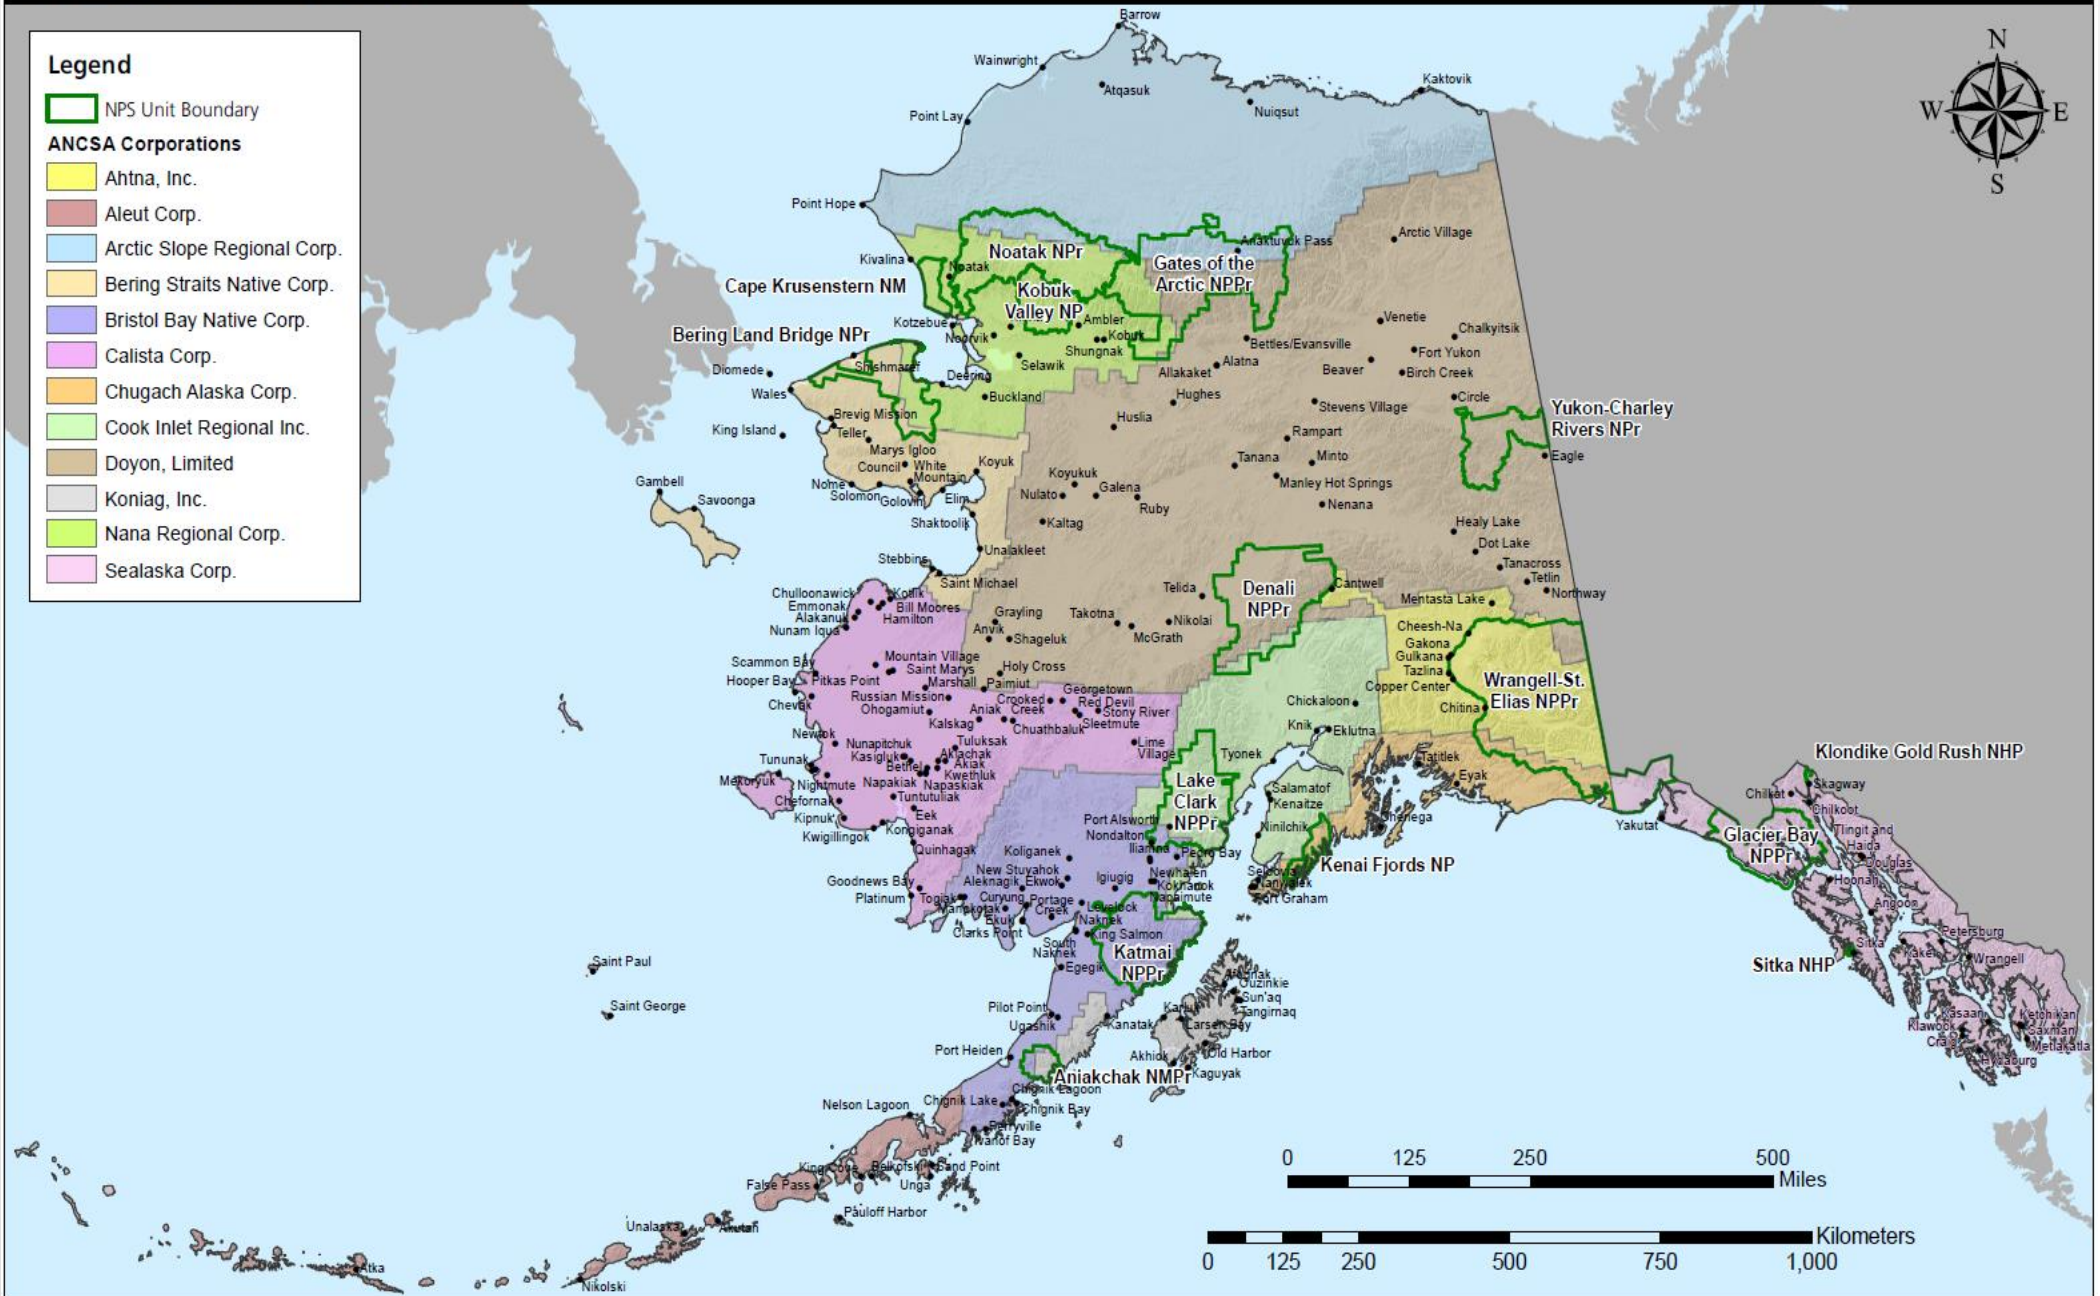 Legend
NPS Unit Boundary
ANCSA Corporations
Ahtna, Inc.
Aleut Corp.
Arctic Slope Regional Corp.
Bering Straits Native Corp.
Bristol Bay Native Corp.
Calista Corp.
Chugach Alaska Corp.
Cook Inlet Regional Inc.
Doyon, Limited
Koniag, Inc.
Nana Regional Corp.
Sealaska Corp.
N
W
E
S
Barrow
Wainwright
Atqasuk
Kaktovik
Nuiqsut
Point Lay
Point Hope
Anaktuvuk Pass
Arctic Village
Noatak NPr
Kivalina
Noatak
Gates of the
Arctic NPPr
Cape Krusenstern NM
Kobuk
Valley NP
Kotzebue
Ambler
Noorvik
Kobuk
Shungnak
Selawik
Venetie
Chalkyitsik
Bettles/Evansville
Fort Yukon
Alatna
Allakaket
Beaver
Birch Creek
Bering Land Bridge NPr
Shishmaref
Deering
Diomede
Wales
Buckland
Hughes
Huslia
Stevens Village
Circle
Yukon-Charley
Rivers NPr
Brevig Mission
Teller
King Island
Marys Igloo
Council
White
Mountain
Koyuk
Rampart
Tanana
Minto
Eagle
Koyukuk
Galena
Manley Hot Springs
Nome
Solomon
Golovin
Elim
Nulato
Ruby
Nenana
Gambell
Savoonga
Shaktoolik
Kaltag
Healy Lake
Dot Lake
Unalakleet
Stebbins
Saint Michael
Tanacross
Tetlin
Northway
Telida
Denali
NPPr
Cantwell
Mentasta Lake
Chulloonawick
Kotlik
Emmonak
Bill Moores
Alakanuk
Hamilton
Nunam Iqua
Grayling
Anvik
Shageluk
Takotna
McGrath
Nikolai
Cheesh-Na
Gakona
Gulkana
Tazlina
Copper Center
Wrangell-St.
Elias NPPr
Chitina
Scammon Bay
Mountain Village
Saint Marys
Hooper Bay
Pitkas Point
Marshall
Holy Cross
Paimiut
Chevak
Russian Mission
Ohogamiut
Georgetown
Crooked
Creek
Red Devil
Stony River
Aniak
Kalskag
Chuathbaluk
Sleetmute
Chickaloon
Knik
Eklutna
Newtok
Nunapitchuk
Tuluksak
Lime
Village
Tyonek
Kasigluk
Akiachak
Akiak
Bethel
Kwethluk
Tununak
Mekoryuk
Nightmute
Napakiak
Napaskiak
Chefornak
Tuntutuliak
Kipnuk
Eek
Kwigillingok
Kongiganak
Quinhagak
Lake
Clark
NPPr
Port Alsworth
Nondalton
Iliamna
Pedro Bay
Salamatof
Kenaitze
Ninilchik
Tatitlek
Eyak
Chenega
Yakutat
Klondike Gold Rush NHP
Skagway
Chilkat
Chilkoot
Glacier Bay
NPPr
Tlingit and
Haida
Douglas
Hoonah
Angoon
Kenai Fjords NP
Seldovia
Nanwalek
Port Graham
Koliganek
New Stuyahok
Aleknagik
Ekwok
Igiugig
Newhalen
Kokhanok
Napaimute
Goodnews Bay
Platinum
Togiak
Manokotak
Curyung
Portage
Creek
Levelock
Ekuk
Clarks Point
Naknek
King Salmon
South
Naknek
Egegik
Katmai
NPPr
Petersburg
Sitka
Kake
Wrangell
Sitka NHP
Kasaan
Klawock
Craig
Hydaburg
Ketchikan
Saxman
Metlakatla
Saint Paul
Saint George
Afognak
Ouzinkie
Sun'aq
Tangirnaq
Karluk
Larsen Bay
Old Harbor
Akhiok
Kaguyak
Kanatak
Pilot Point
Ugashik
Port Heiden
Aniakchak NMPr
Chignik Lagoon
Chignik Lake
Chignik Bay
Nelson Lagoon
Perryville
Ivanof Bay
King Cove
Belkofski
Sand Point
False Pass
Unga
Pauloff Harbor
Unalaska
Akutan
Atka
Nikolski
0 125 250 500
Miles
Kilometers
0 125 250 500 750 1,000